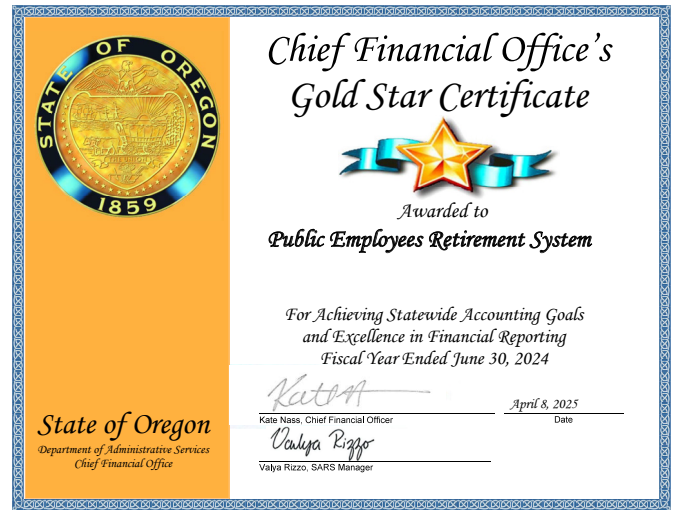 STATE OF OREGON
1859
Chief Financial Office's
Gold Star Certificate
Awarded to
Public Employees Retirement System
For Achieving Statewide Accounting Goals
and Excellence in Financial Reporting
Fiscal Year Ended June 30, 2024
Kate N
April 8, 2025
Kate Nass, Chief Financial Officer
Date
Valya Rizzo
Valya Rizzo, SARS Manager
State of Oregon
Department of Administrative Services
Chief Financial Office